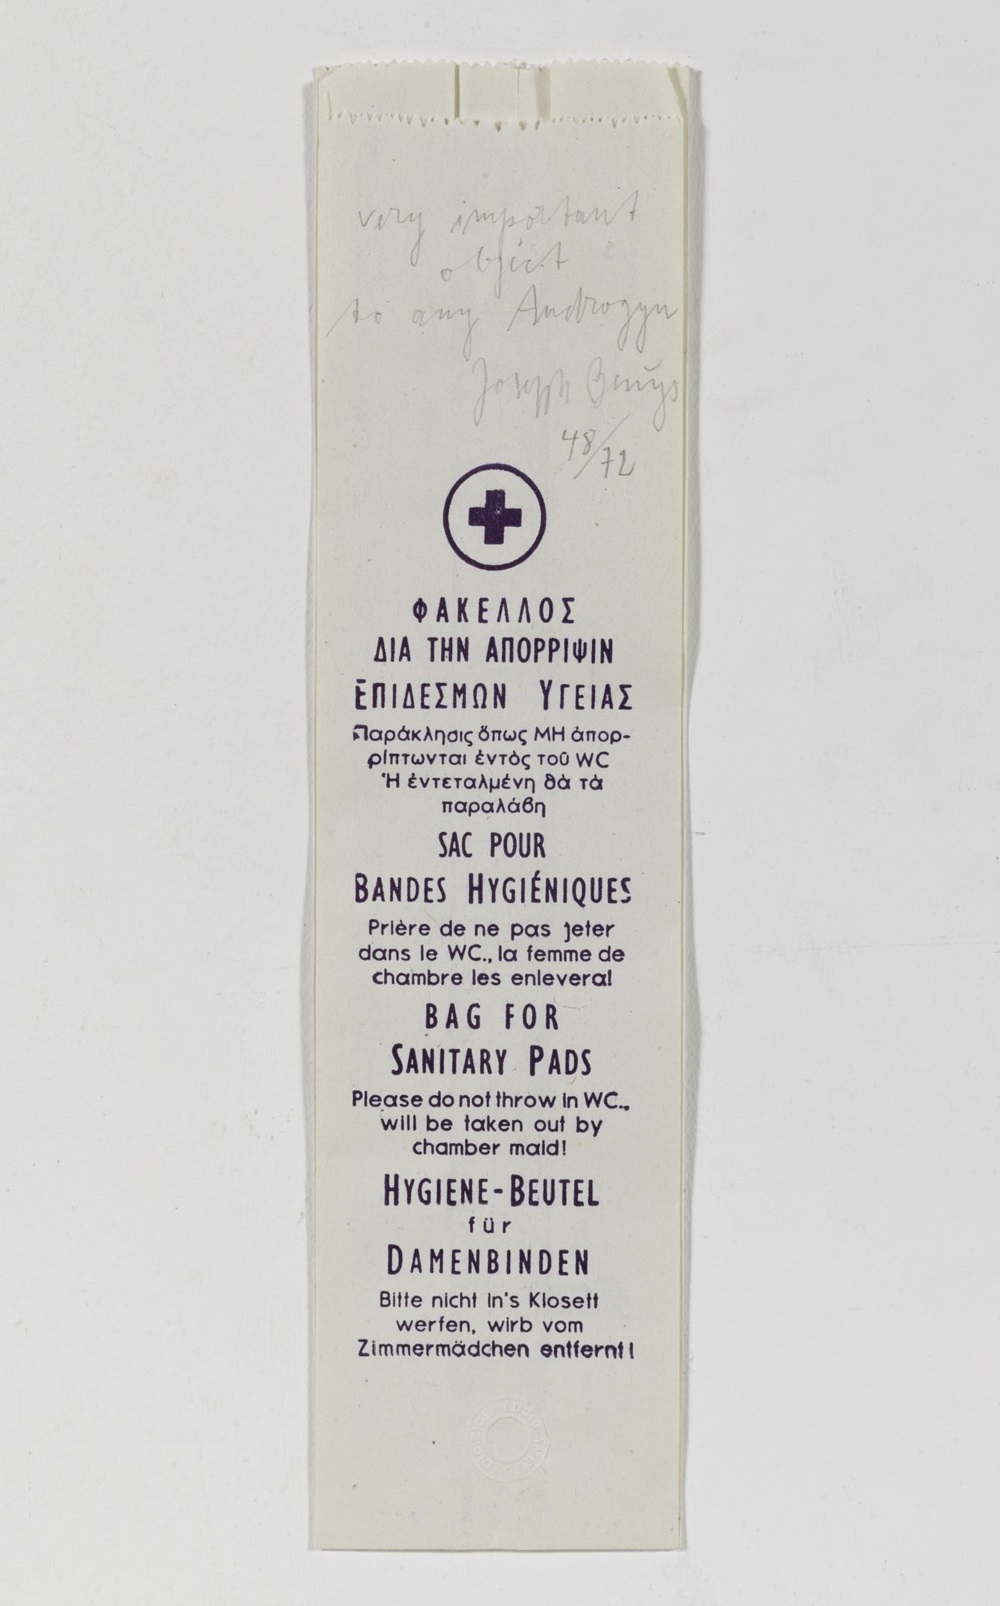 very important
object
to any Androgyn
Joseph Beuys
48/72
ΦΑΚΕΛΛΟΣ
ΔΙΑ ΤΗΝ ΑΠΟΡΡΙΨΙΝ
ΕΠΙΔΕΣΜΩΝ ΥΓΕΙΑΣ
Παράκλησις ὅπως ΜΗ ἀπορ-
ρίπτωνται ἐντὸς τοῦ WC
Ἡ ἐντεταλμένη θὰ τὰ
παραλάβη
SAC POUR
BANDES HYGIÉNIQUES
Prière de ne pas jeter
dans le WC., la femme de
chambre les enlevera!
BAG FOR
SANITARY PADS
Please do not throw in WC.,
will be taken out by
chamber maid!
HYGIENE-BEUTEL
für
DAMENBINDEN
Bitte nicht in's Klosett
werfen, wirb vom
Zimmermädchen entfernt!